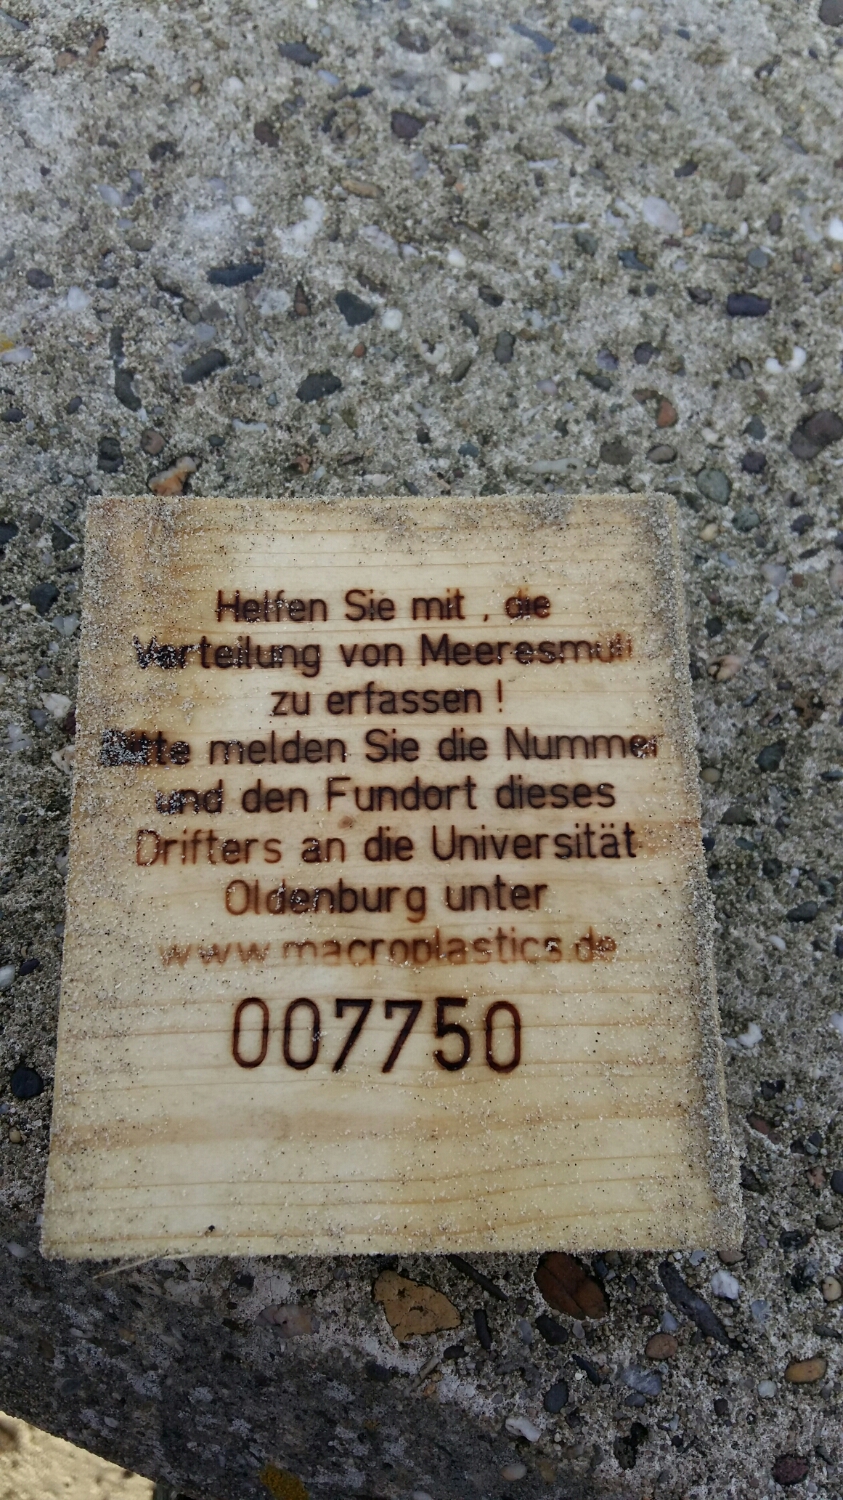 Helfen Sie mit , die
Verteilung von Meeresmüll
zu erfassen !
Bitte melden Sie die Nummer
und den Fundort dieses
Drifters an die Universität
Oldenburg unter
www.macroplastics.de
007750